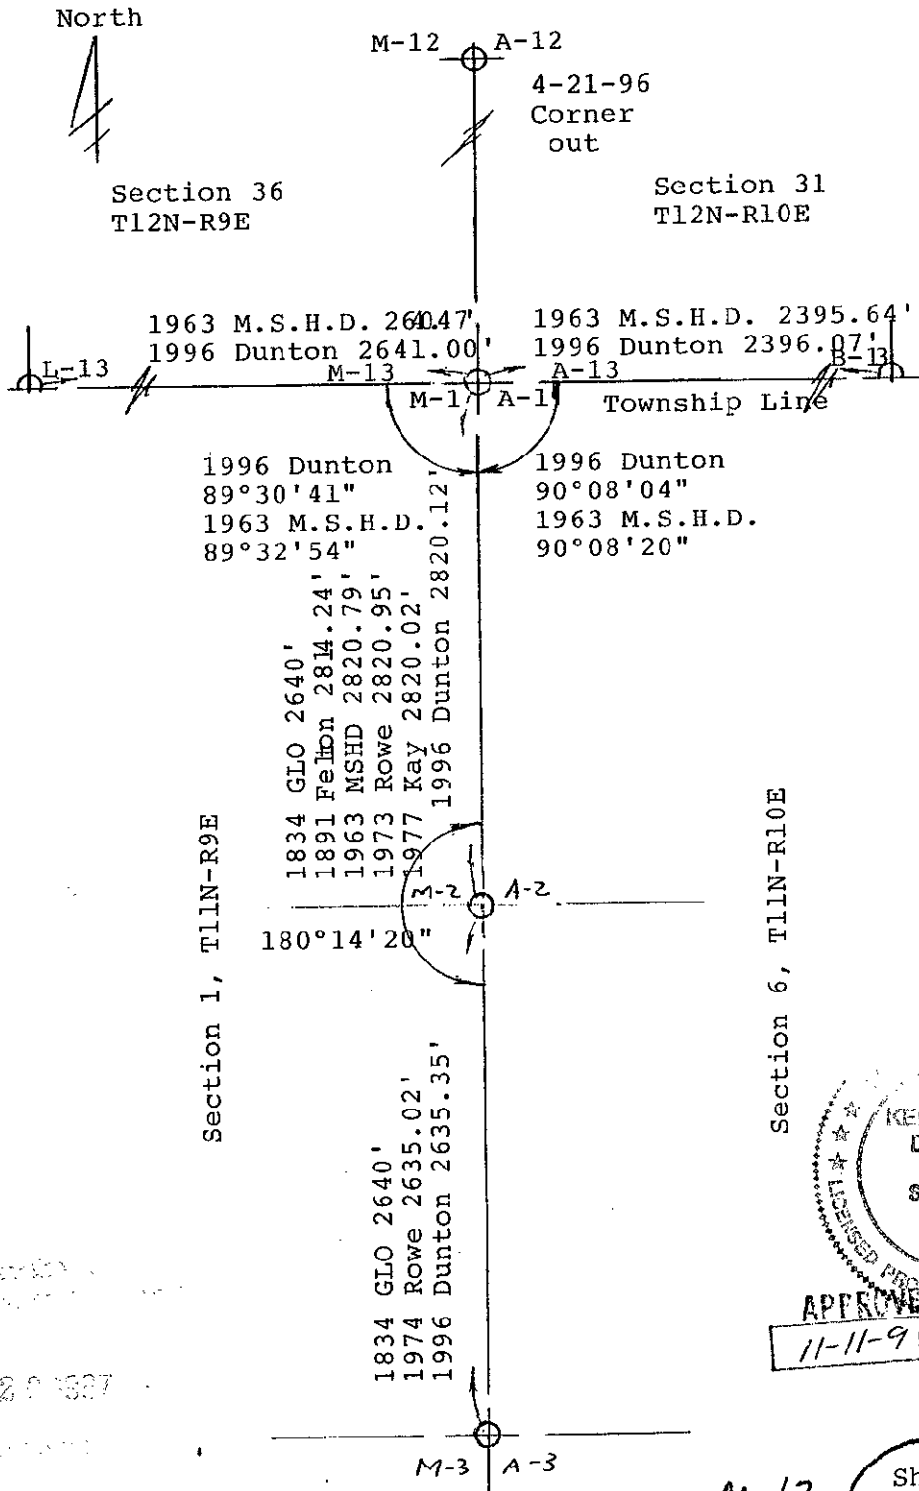 North
M-12 A-12
4-21-96
Corner
out
Section 36
T12N-R9E
Section 31
T12N-R10E
1963 M.S.H.D.
1996 Dunton 2641.00'
1963 M.S.H.D. 2395.64'
1996 Dunton 2396.07'
L-13
M-13
A-13
B-13
M-1 A-1
Township Line
1996 Dunton
89°30'41"
1963 M.S.H.D.
89°32'54"
1996 Dunton
90°08'04"
1963 M.S.H.D.
90°08'20"
1834 GLO 2640'
1891 Felton 2814.24'
1963 MSHD 2820.79'
1973 Rowe 2820.95'
1977 Kay 2820.02'
1996 Dunton 2820.12'
M-2 A-2
180°14'20"
Section 1, T11N-R9E
Section 6, T11N-R10E
1834 GLO 2640'
1974 Rowe 2635.02'
1996 Dunton 2635.35'
LICENSED
APPROVE
11-11-9
M-3 A-3
Sh